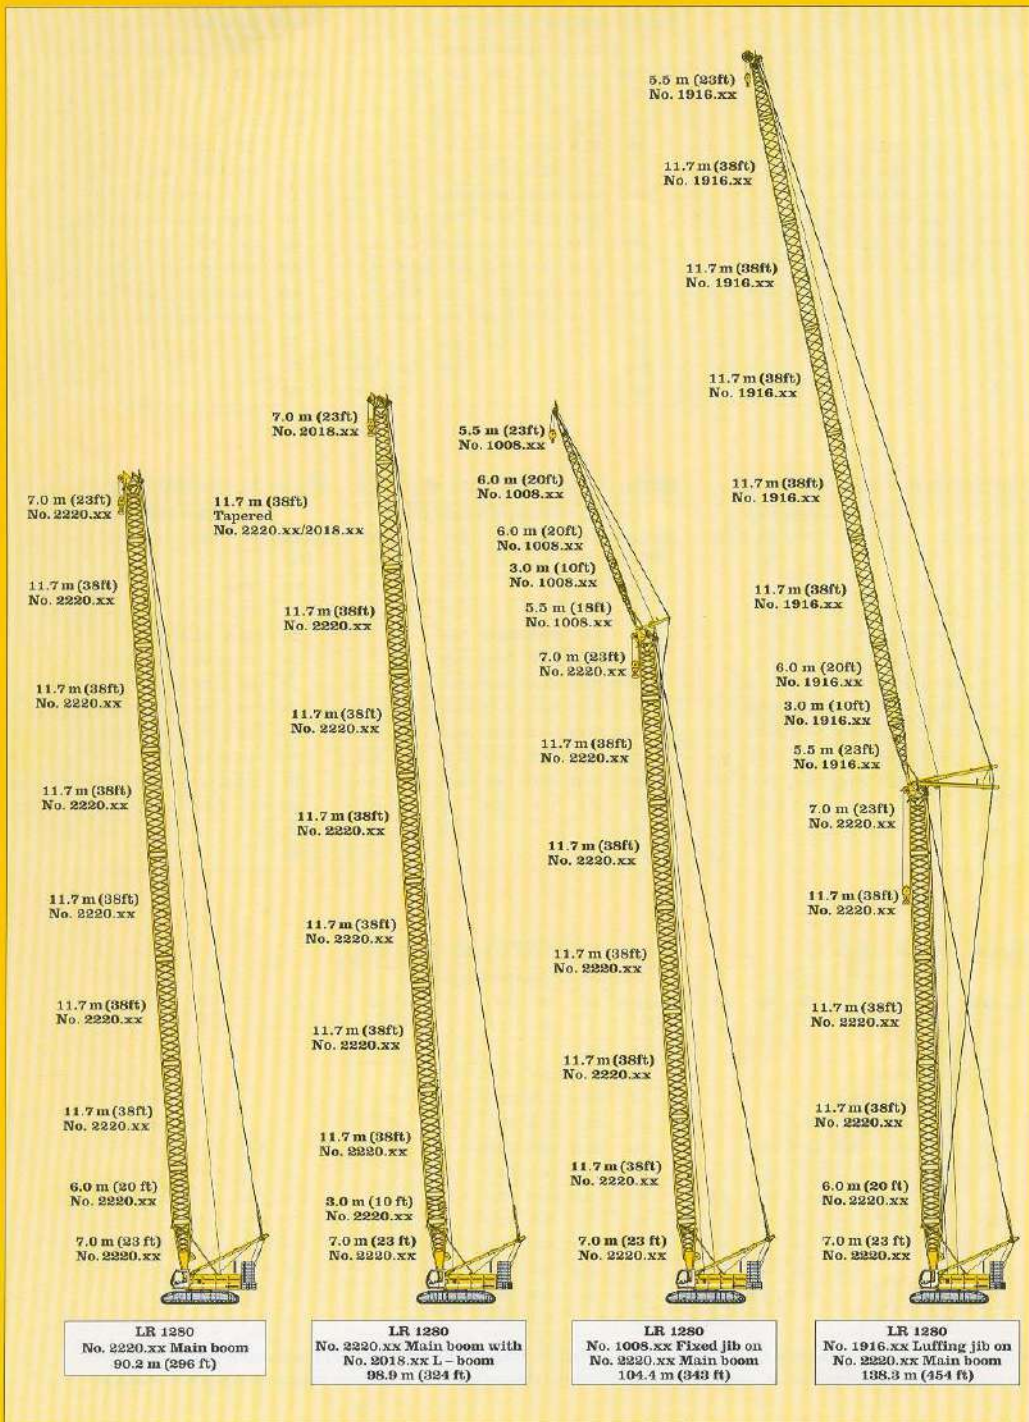 7.0 m (23ft)
No. 2220.xx
11.7 m (38ft)
No. 2220.xx
11.7 m (38ft)
No. 2220.xx
11.7 m (38ft)
No. 2220.xx
11.7 m (38ft)
No. 2220.xx
11.7 m (38ft)
No. 2220.xx
11.7 m (38ft)
No. 2220.xx
6.0 m (20 ft)
No. 2220.xx
7.0 m (23 ft)
No. 2220.xx
LR 1280
No. 2220.xx Main boom
90.2 m (296 ft)
7.0 m (23ft)
No. 2018.xx
11.7 m (38ft)
Tapered
No. 2220.xx/2018.xx
11.7 m (38ft)
No. 2220.xx
11.7 m (38ft)
No. 2220.xx
11.7 m (38ft)
No. 2220.xx
11.7 m (38ft)
No. 2220.xx
11.7 m (38ft)
No. 2220.xx
11.7 m (38ft)
No. 2220.xx
3.0 m (10 ft)
No. 2220.xx
7.0 m (23 ft)
No. 2220.xx
LR 1280
No. 2220.xx Main boom with
No. 2018.xx L – boom
98.9 m (324 ft)
5.5 m (23ft)
No. 1008.xx
6.0 m (20ft)
No. 1008.xx
6.0 m (20ft)
No. 1008.xx
3.0 m (10ft)
No. 1008.xx
5.5 m (18ft)
No. 1008.xx
7.0 m (23ft)
No. 2220.xx
11.7 m (38ft)
No. 2220.xx
11.7 m (38ft)
No. 2220.xx
11.7 m (38ft)
No. 2220.xx
11.7 m (38ft)
No. 2220.xx
11.7 m (38ft)
No. 2220.xx
7.0 m (23 ft)
No. 2220.xx
LR 1280
No. 1008.xx Fixed jib on
No. 2220.xx Main boom
104.4 m (343 ft)
5.5 m (23ft)
No. 1916.xx
11.7 m (38ft)
No. 1916.xx
11.7 m (38ft)
No. 1916.xx
11.7 m (38ft)
No. 1916.xx
11.7 m (38ft)
No. 1916.xx
11.7 m (38ft)
No. 1916.xx
6.0 m (20ft)
No. 1916.xx
3.0 m (10ft)
No. 1916.xx
5.5 m (23ft)
No. 1916.xx
7.0 m (23ft)
No. 2220.xx
11.7 m (38ft)
No. 2220.xx
11.7 m (38ft)
No. 2220.xx
11.7 m (38ft)
No. 2220.xx
6.0 m (20 ft)
No. 2220.xx
7.0 m (23 ft)
No. 2220.xx
LR 1280
No. 1916.xx Luffing jib on
No. 2220.xx Main boom
138.3 m (454 ft)